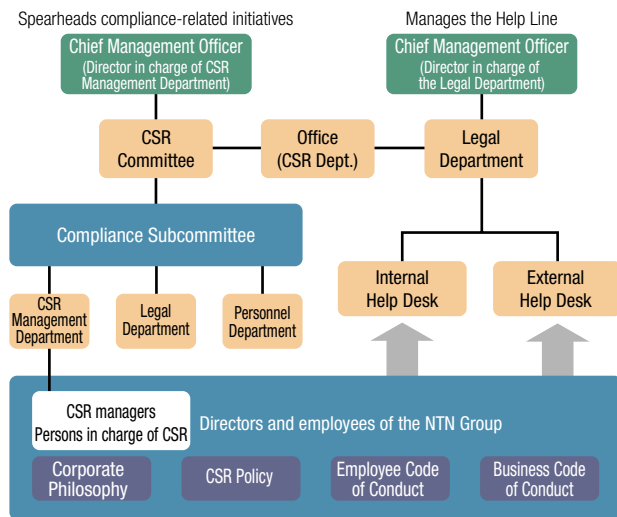 Spearheads compliance-related initiatives
Manages the Help Line
Chief Management Officer
(Director in charge of CSR
Management Department)
Chief Management Officer
(Director in charge of
the Legal Department)
CSR
Committee
Office
(CSR Dept.)
Legal
Department
Compliance Subcommittee
CSR
Management
Department
Legal
Department
Personnel
Department
Internal
Help Desk
External
Help Desk
CSR managers
Persons in charge of CSR
Directors and employees of the NTN Group
Corporate
Philosophy
CSR Policy
Employee Code
of Conduct
Business Code
of Conduct